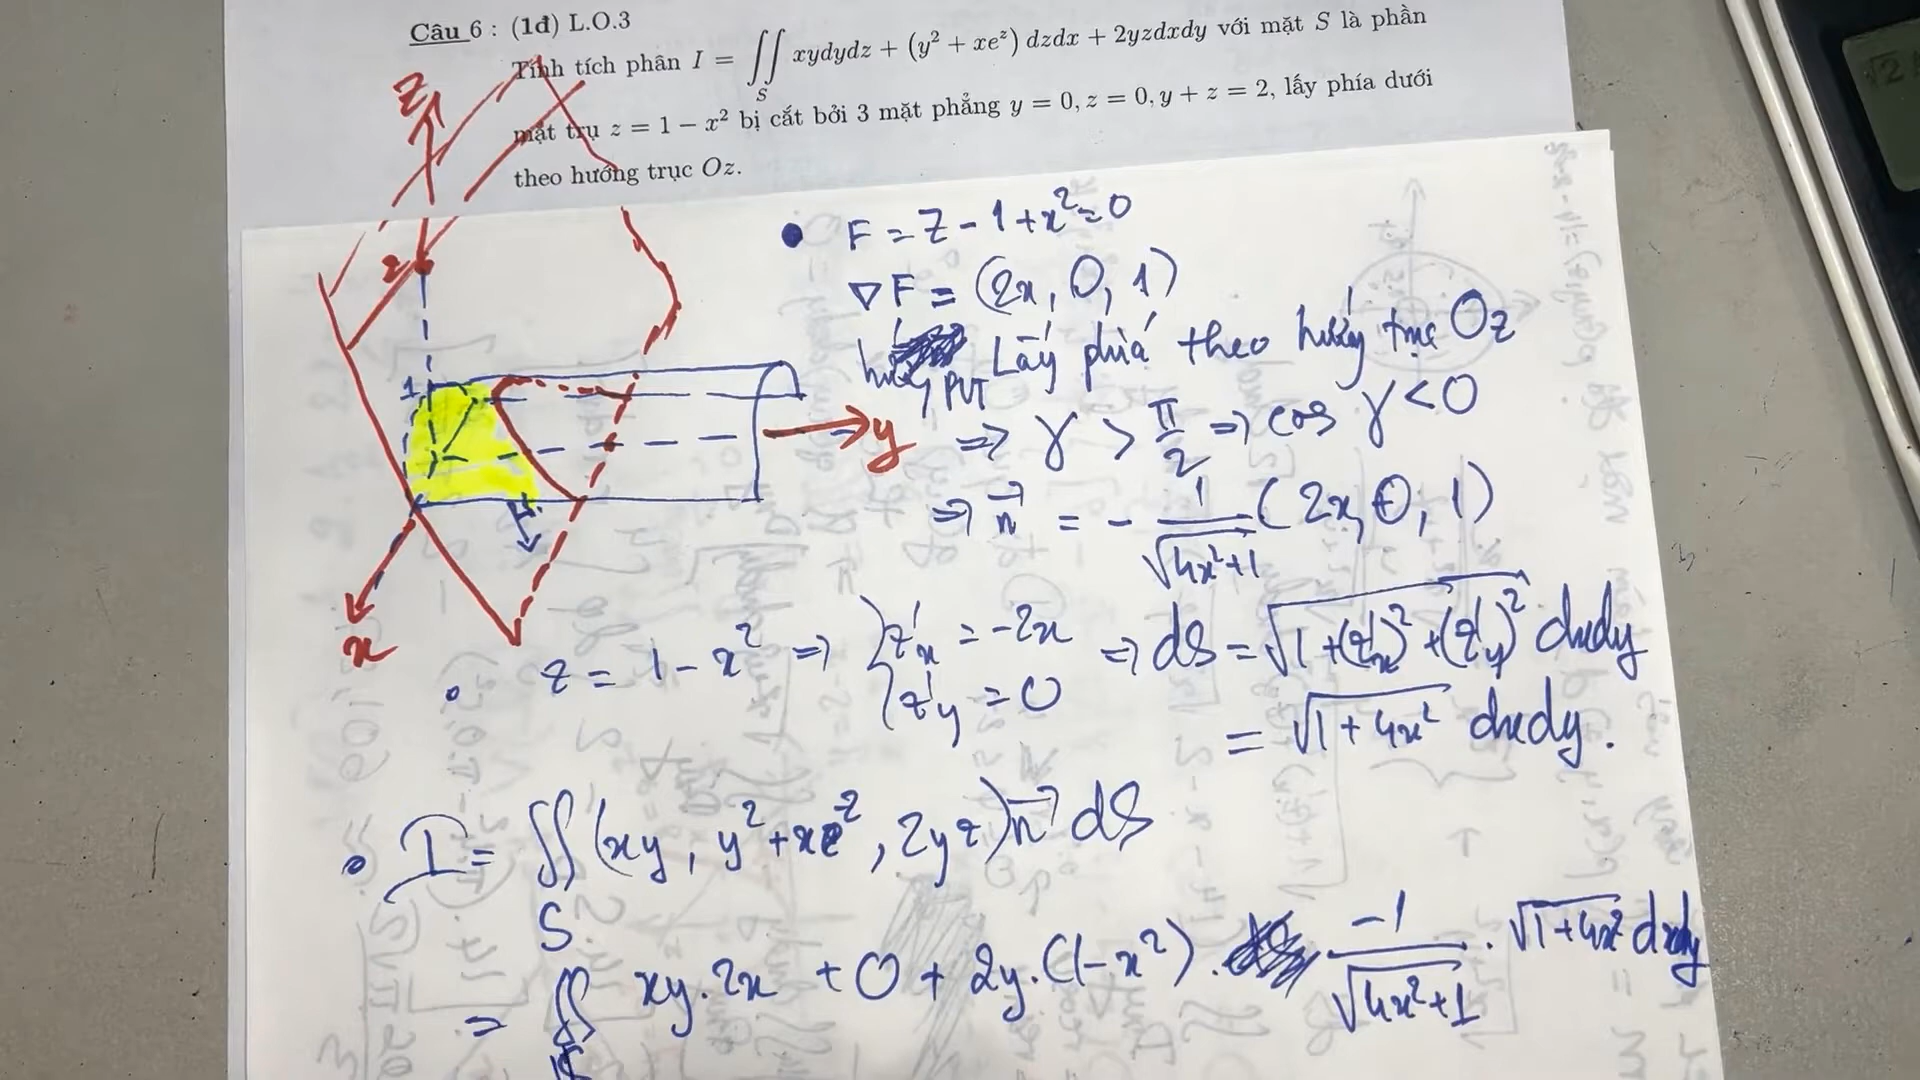 Câu 6 : (1đ) L.O.3
Tính tích phân I = ∬ xydydz + (y² + xe^z) dzdx + 2yzdxdy với mặt S là phần
S
mặt trụ z = 1 − x² bị cắt bởi 3 mặt phẳng y = 0, z = 0, y + z = 2, lấy phía dưới
theo hướng trục Oz.
z
2
1
y
x
• F = z - 1 + x² = 0
∇F = (2x, 0, 1)
Lấy phía theo hướng trục Oz
PVT
⇒ γ > π/2 ⇒ cos γ < 0
⇒ n⃗ = - 1/√(4x²+1) (2x, 0, 1)
• z = 1 - x² ⇒ { z'x = -2x
z'y = 0
⇒ dS = √(1 + (z'x)² + (z'y)²) dxdy
= √(1 + 4x²) dxdy.
• I = ∬ (xy, y² + xe^z, 2yz) n⃗ dS
S
= ∬ xy. 2x + 0 + 2y. (1-x²) . -1/√(4x²+1) . √(1+4x²) dxdy